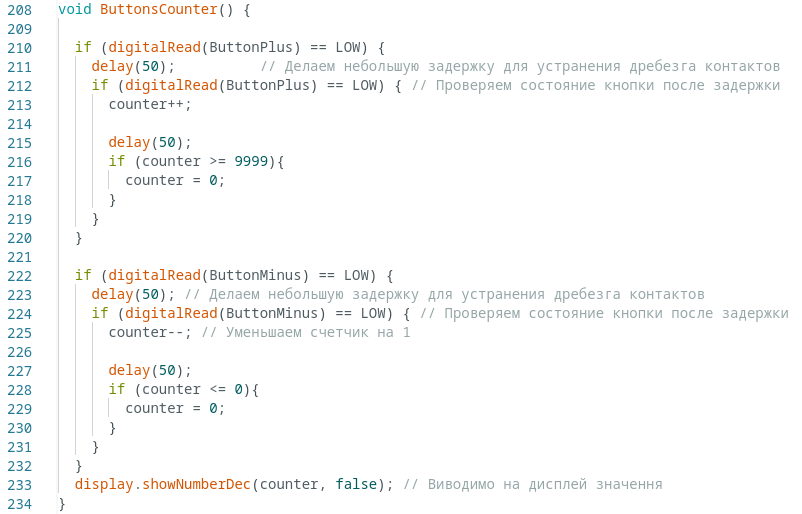 208 void ButtonsCounter() {
209
210 if (digitalRead(ButtonPlus) == LOW) {
211 delay(50); // Делаем небольшую задержку для устранения дребезга контактов
212 if (digitalRead(ButtonPlus) == LOW) { // Проверяем состояние кнопки после задержки
213 counter++;
214
215 delay(50);
216 if (counter >= 9999){
217 counter = 0;
218 }
219 }
220 }
221
222 if (digitalRead(ButtonMinus) == LOW) {
223 delay(50); // Делаем небольшую задержку для устранения дребезга контактов
224 if (digitalRead(ButtonMinus) == LOW) { // Проверяем состояние кнопки после задержки
225 counter--; // Уменьшаем счетчик на 1
226
227 delay(50);
228 if (counter <= 0){
229 counter = 0;
230 }
231 }
232 }
233 display.showNumberDec(counter, false); // Виводимо на дисплей значення
234 }